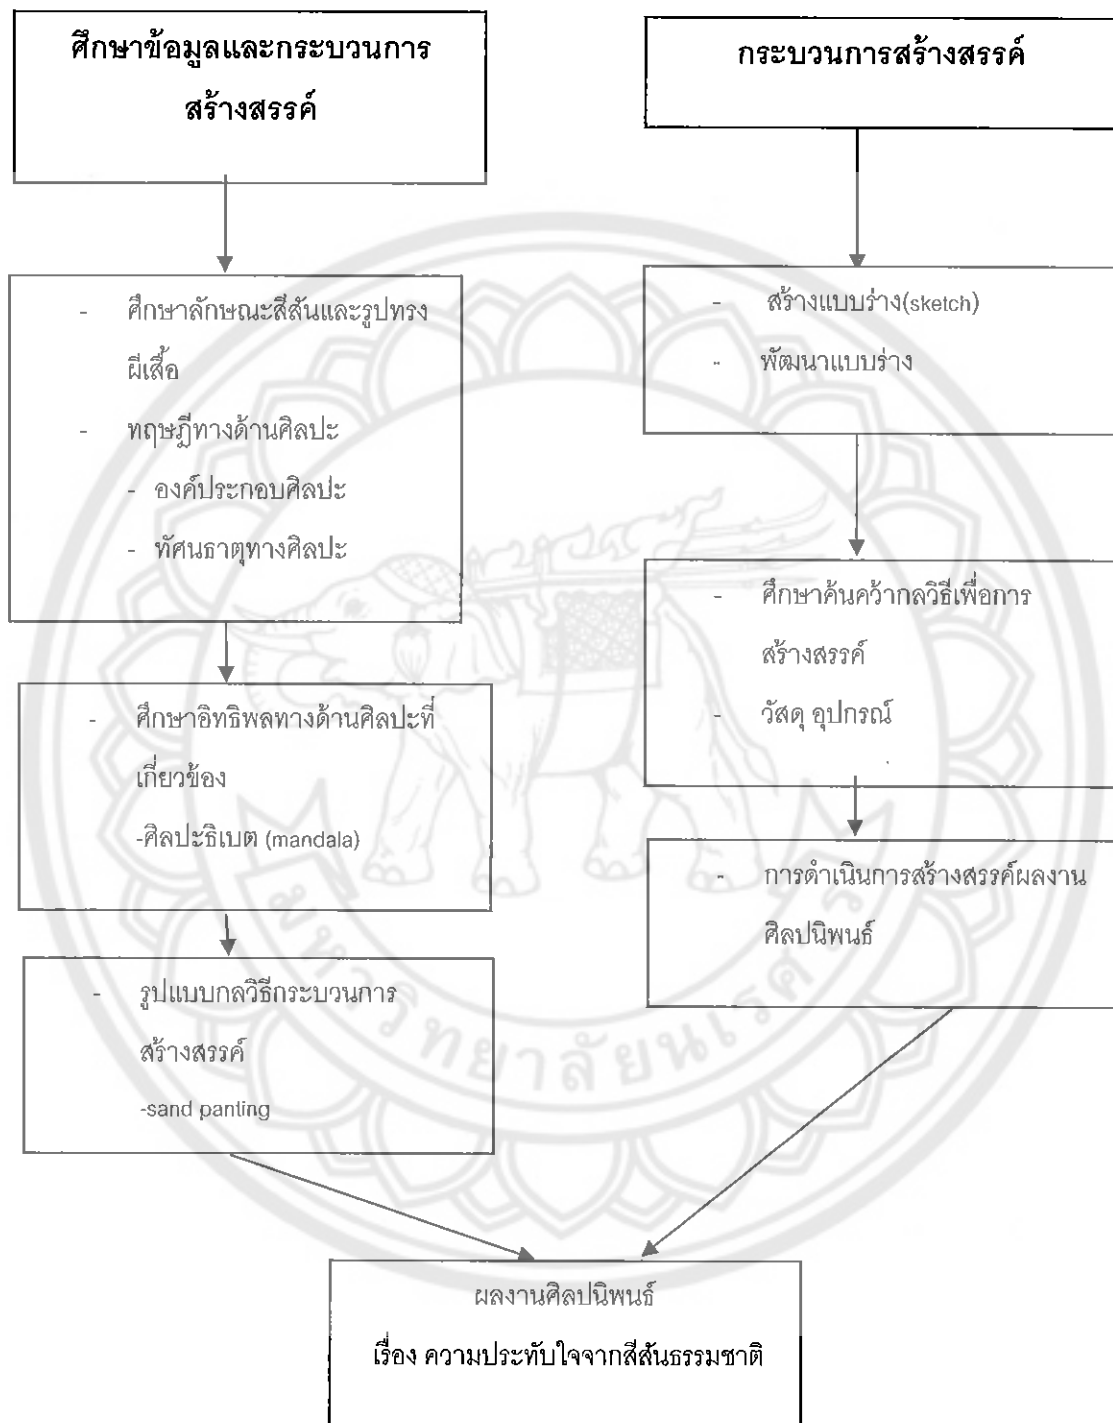 ศึกษาข้อมูลและกระบวนการ
สร้างสรรค์
- ศึกษาลักษณะสีสันและรูปทรง
ผีเสื้อ
- ทฤษฎีทางด้านศิลปะ
- องค์ประกอบศิลปะ
- ทัศนธาตุทางศิลปะ
- ศึกษาอิทธิพลทางด้านศิลปะที่
เกี่ยวข้อง
-ศิลปะธิเบต (mandala)
- รูปแบบกลวิธีกระบวนการ
สร้างสรรค์
-sand panting
กระบวนการสร้างสรรค์
- สร้างแบบร่าง(sketch)
- พัฒนาแบบร่าง
- ศึกษาค้นคว้ากลวิธีเพื่อการ
สร้างสรรค์
- วัสดุ อุปกรณ์
- การดำเนินการสร้างสรรค์ผลงาน
ศิลปนิพนธ์
ผลงานศิลปนิพนธ์
เรื่อง ความประทับใจจากสีสันธรรมชาติ
มหาวิทยาลัยนเรศวร